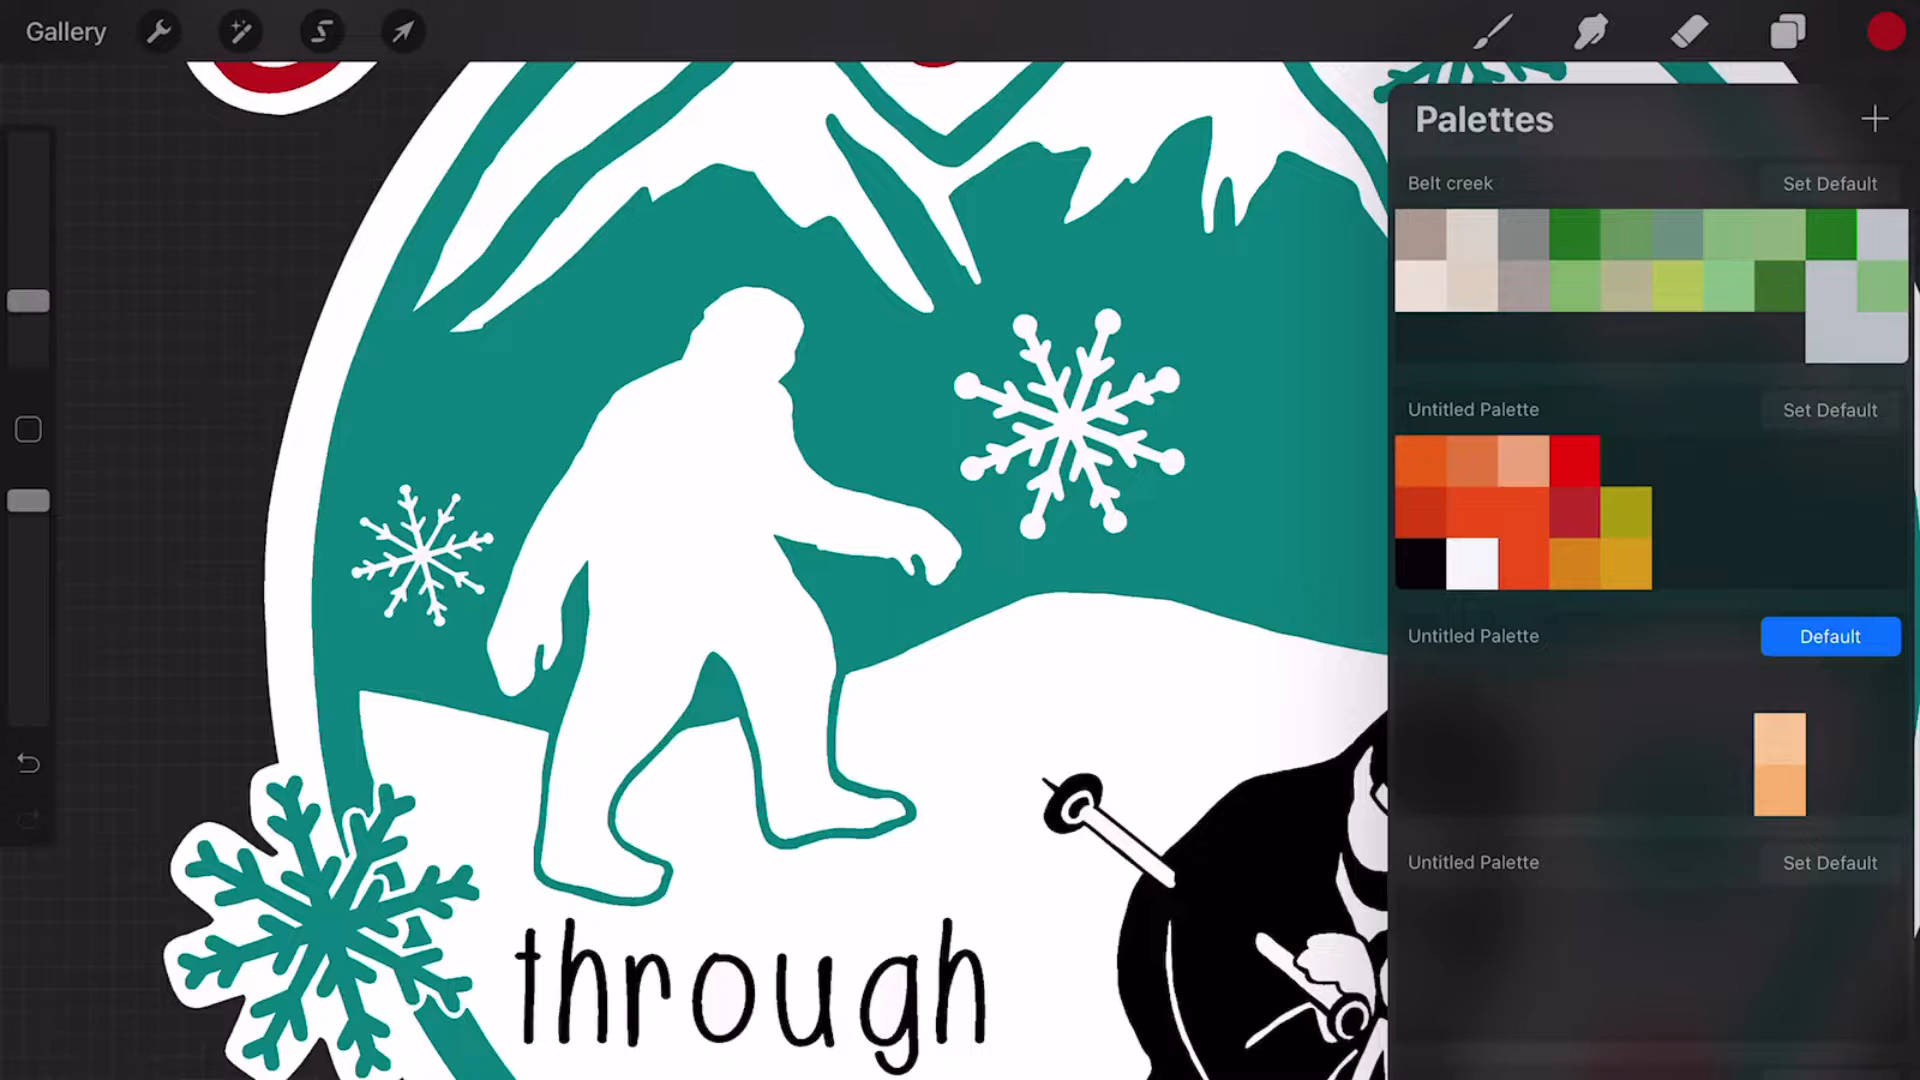 Gallery
Palettes
Belt creek
Set Default
Untitled Palette
Set Default
Untitled Palette
Default
Untitled Palette
Set Default
through